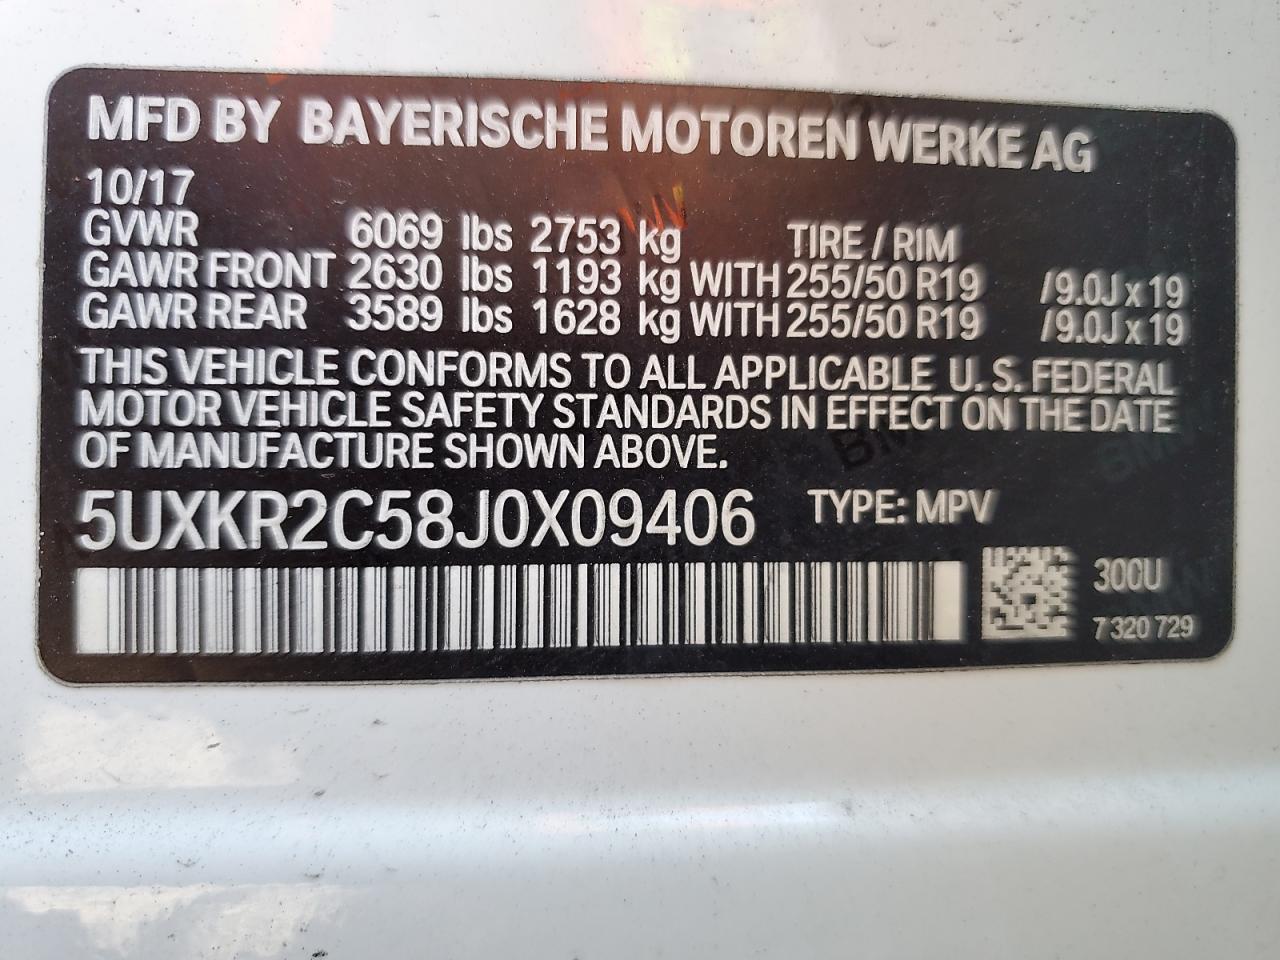 MFD BY BAYERISCHE MOTOREN WERKE AG
10/17
GVWR 6069 lbs 2753 kg TIRE / RIM
GAWR FRONT 2630 lbs 1193 kg WITH 255/50 R19 /9.0J x 19
GAWR REAR 3589 lbs 1628 kg WITH 255/50 R19 /9.0J x 19
THIS VEHICLE CONFORMS TO ALL APPLICABLE U. S. FEDERAL
MOTOR VEHICLE SAFETY STANDARDS IN EFFECT ON THE DATE
OF MANUFACTURE SHOWN ABOVE.
5UXKR2C58J0X09406 TYPE: MPV
300U
7 320 729